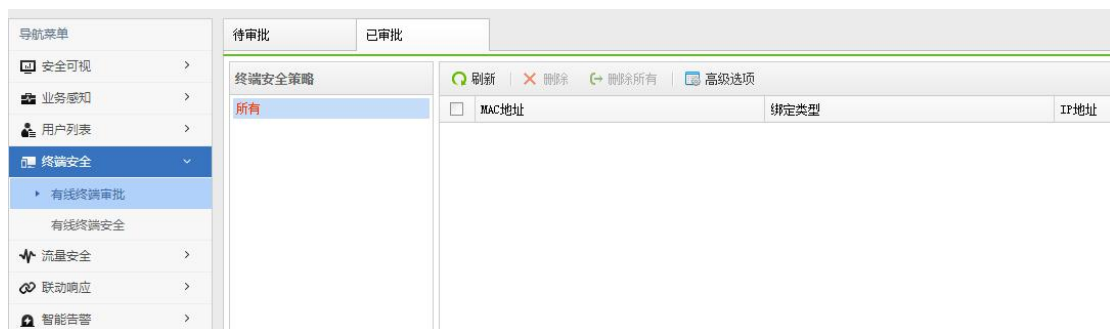 导航菜单
安全可视
业务感知
用户列表
终端安全
有线终端审批
有线终端安全
流量安全
联动响应
智能告警
待审批 已审批
终端安全策略
所有
刷新 删除 删除所有 高级选项
MAC地址 绑定类型 IP地址